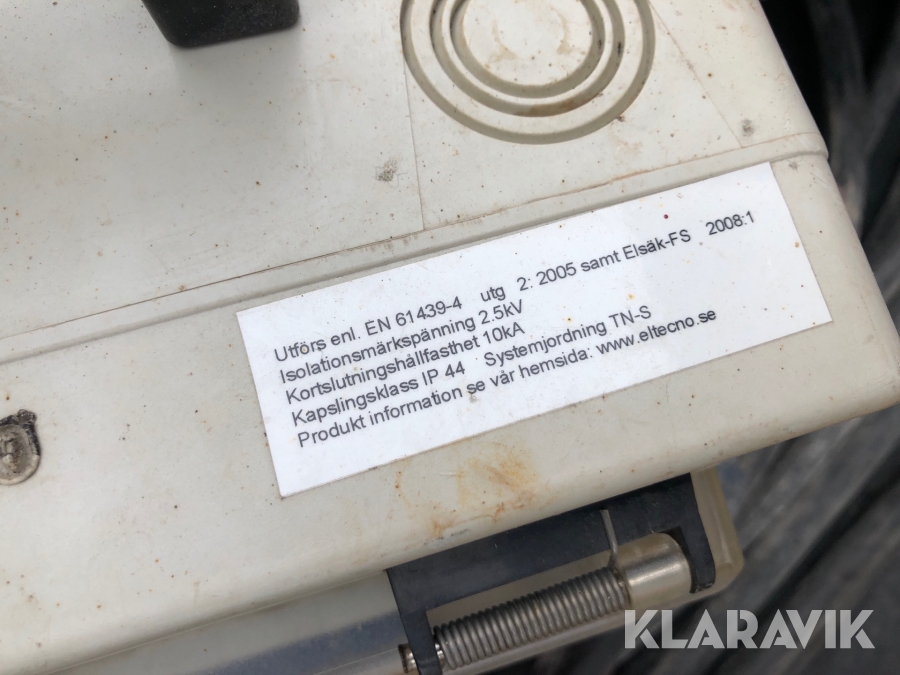 Utförs enl. EN 61439-4 utg 2: 2005 samt Elsäk-FS 2008:1
Isolationsmärkspänning 2.5kV
Kortslutningshållfasthet 10kA
Kapslingsklass IP 44 Systemjordning TN-S
Produkt information se vår hemsida: www.eltecno.se
KLARAVIK